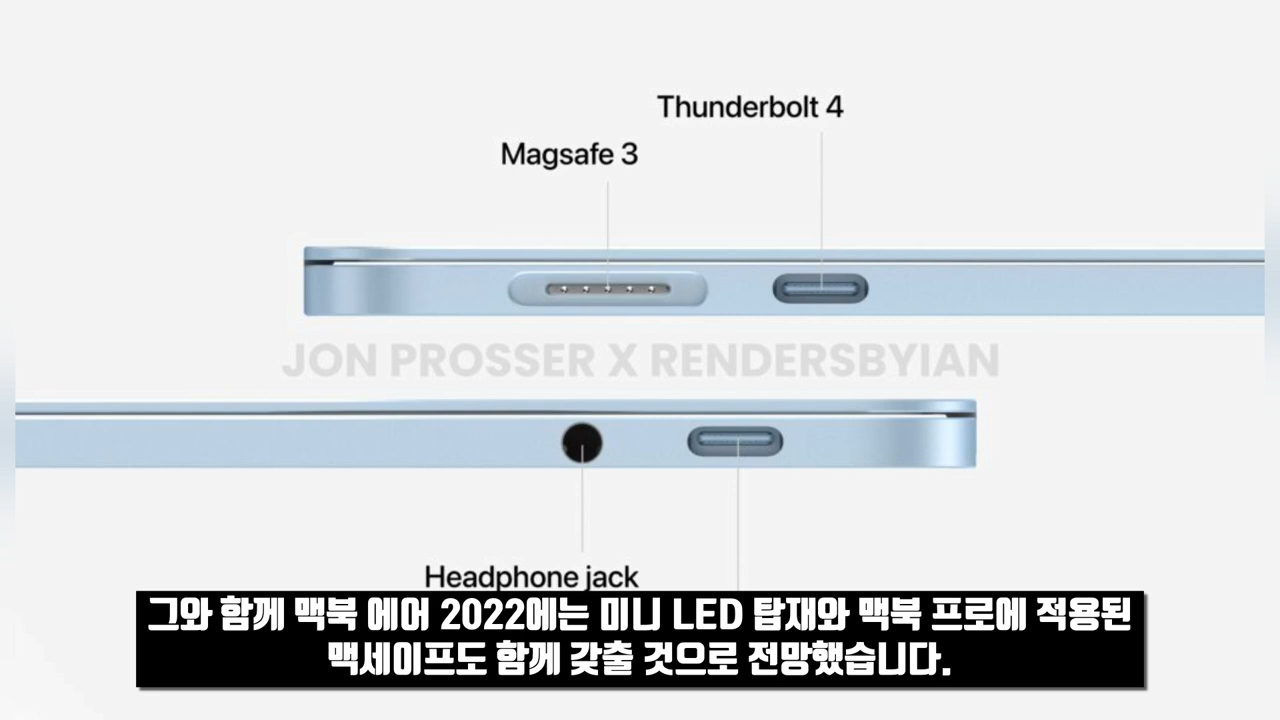 Thunderbolt 4
Magsafe 3
JON PROSSER X RENDERSBYIAN
Headphone jack
그와 함께 맥북 에어 2022에는 미니 LED 탑재와 맥북 프로에 적용된
맥세이프도 함께 갖출 것으로 전망했습니다.